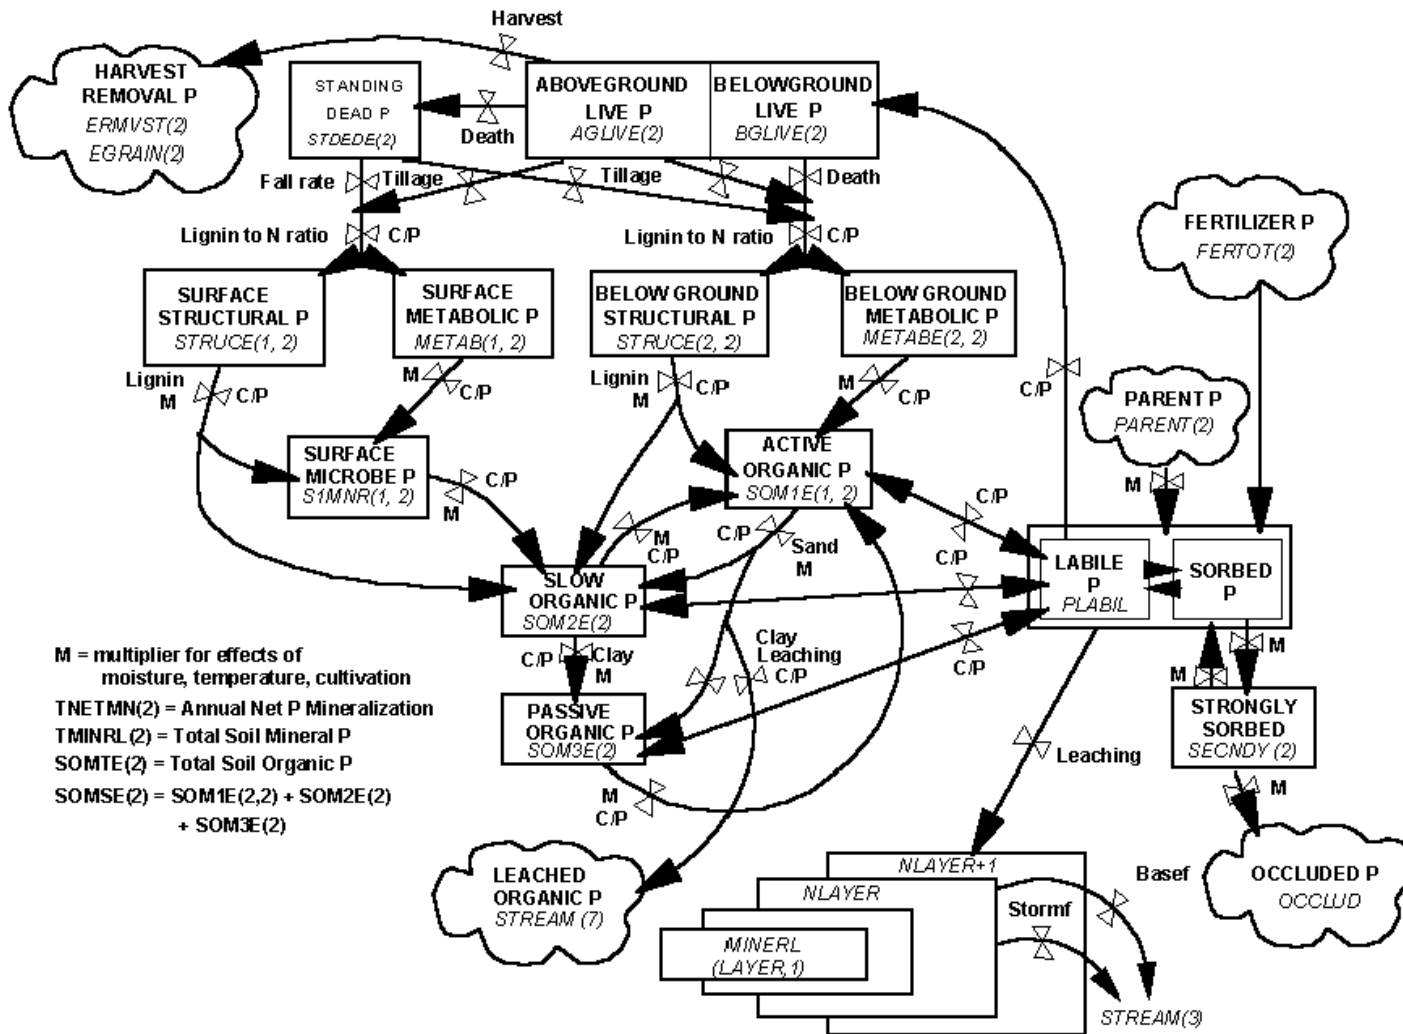 Harvest
HARVEST
REMOVAL P
ERMVST(2)
EGRAIN(2)
STANDING
DEAD P
STDEDE(2)
ABOVEGROUND
LIVE P
AGLIVE(2)
BELOWGROUND
LIVE P
BGLIVE(2)
Death
Fall rate
Tillage
Tillage
Death
Lignin to N ratio
C/P
Lignin to N ratio
C/P
FERTILIZER P
FERTOT(2)
SURFACE
STRUCTURAL P
STRUCE(1, 2)
SURFACE
METABOLIC P
METAB(1, 2)
BELOW GROUND
STRUCTURAL P
STRUCE(2, 2)
BELOW GROUND
METABOLIC P
METABE(2, 2)
Lignin
M
C/P
M
C/P
Lignin
M
C/P
M
C/P
C/P
PARENT P
PARENT(2)
SURFACE
MICROBE P
S1MNR(1, 2)
C/P
M
ACTIVE
ORGANIC P
SOM1E(1, 2)
M
C/P
M
C/P
C/P
Sand
M
C/P
C/P
LABILE
P
PLABIL
SORBED
P
SLOW
ORGANIC P
SOM2E(2)
C/P
Clay
M
Clay
Leaching
C/P
C/P
M
M
M = multiplier for effects of
moisture, temperature, cultivation
TNETMN(2) = Annual Net P Mineralization
TMINRL(2) = Total Soil Mineral P
SOMTE(2) = Total Soil Organic P
SOMSE(2) = SOM1E(2,2) + SOM2E(2)
+ SOM3E(2)
PASSIVE
ORGANIC P
SOM3E(2)
M
C/P
STRONGLY
SORBED
SECNDY (2)
Leaching
M
LEACHED
ORGANIC P
STREAM (7)
NLAYER+1
NLAYER
MINERL
(LAYER,1)
Stormf
Basef
STREAM(3)
OCCLUDED P
OCCLUD